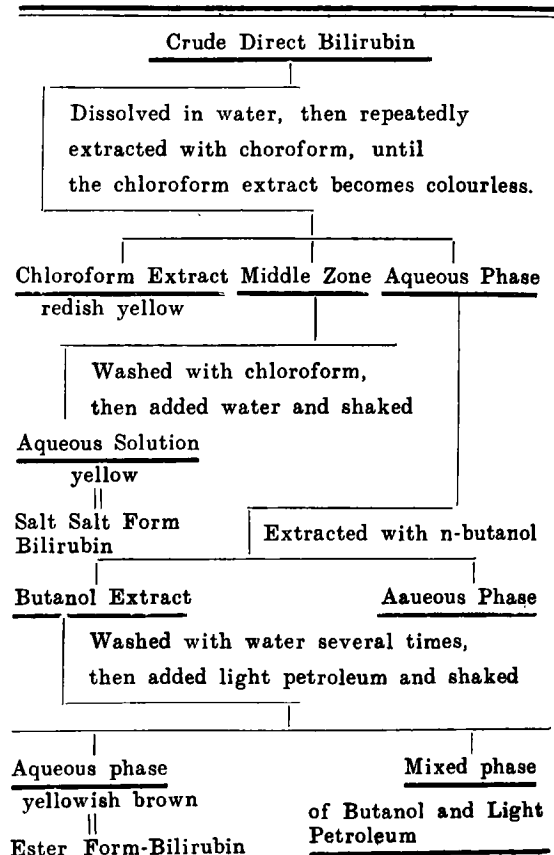 Crude Direct Bilirubin
Dissolved in water, then repeatedly
extracted with choroform, until
the chloroform extract becomes colourless.
Chloroform Extract Middle Zone Aqueous Phase
redish yellow
Washed with chloroform,
then added water and shaked
Aqueous Solution
yellow
||
Salt Salt Form
Bilirubin
Extracted with n-butanol
Butanol Extract Aaueous Phase
Washed with water several times,
then added light petroleum and shaked
Aqueous phase Mixed phase
yellowish brown
of Butanol and Light
Petroleum
||
Ester Form-Bilirubin